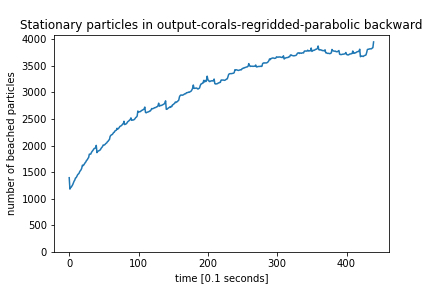 Stationary particles in output-corals-regridded-parabolic backward
4000
3500
3000
2500
2000
1500
1000
500
0
number of beached particles
0 100 200 300 400
time [0.1 seconds]